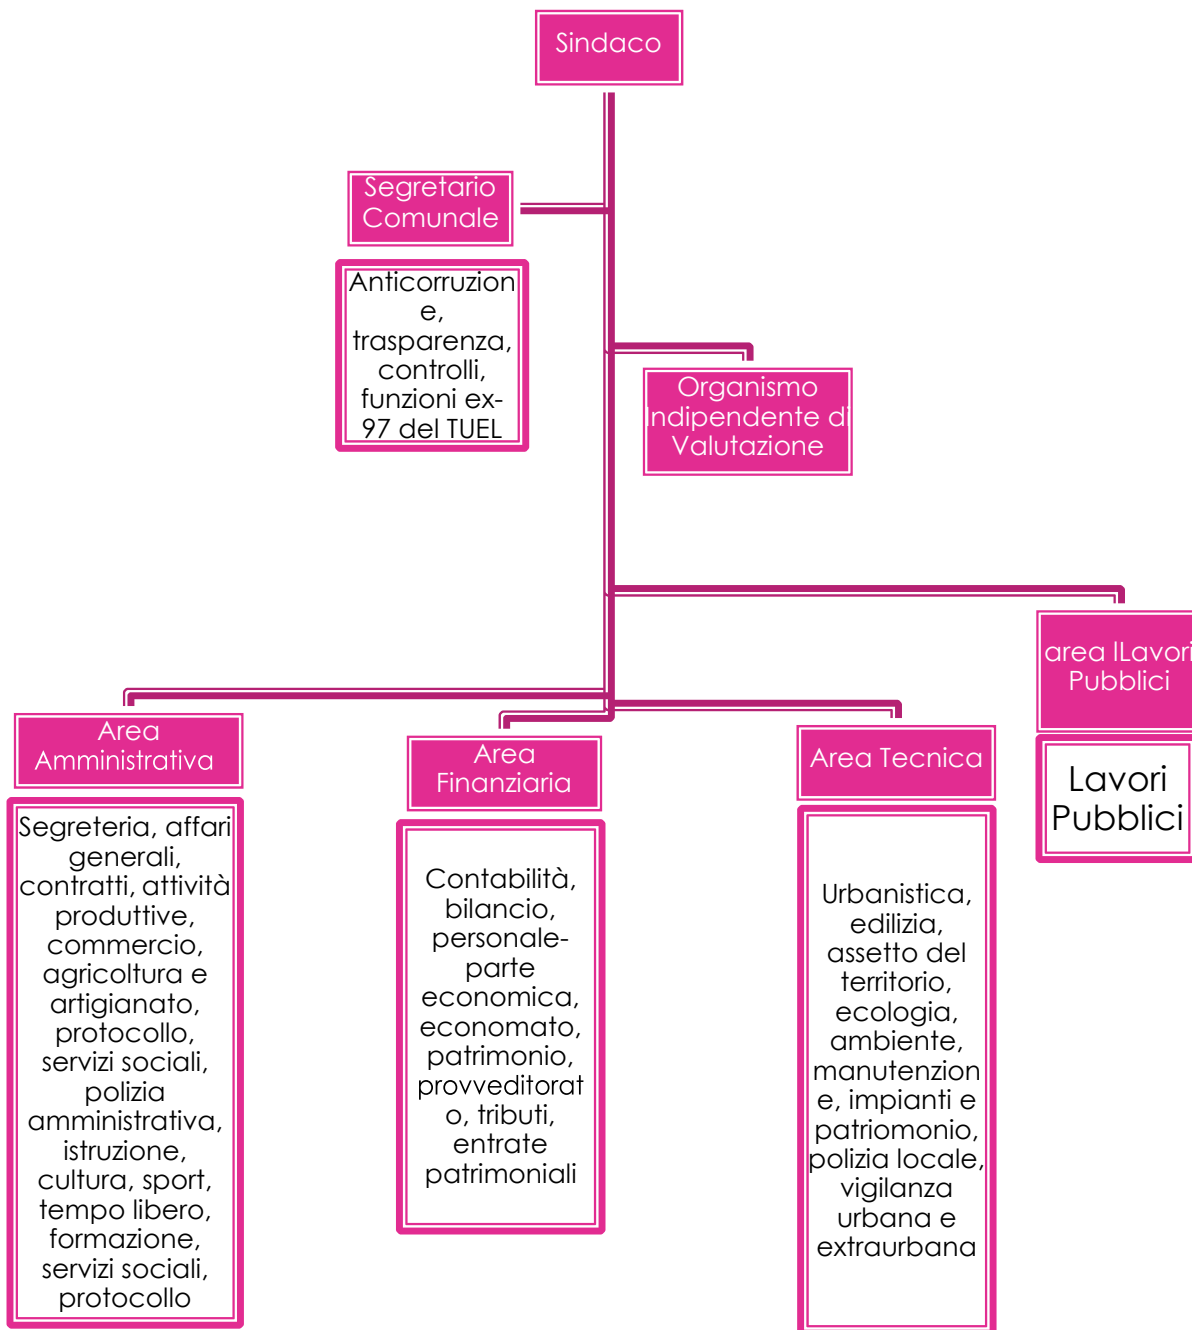 Sindaco
Segretario
Comunale
Anticorruzion
e,
trasparenza,
controlli,
funzioni ex-
97 del TUEL
Organismo
Indipendente di
Valutazione
area lLavori
Pubblici
Lavori
Pubblici
Area
Amministrativa
Segreteria, affari
generali,
contratti, attività
produttive,
commercio,
agricoltura e
artigianato,
protocollo,
servizi sociali,
polizia
amministrativa,
istruzione,
cultura, sport,
tempo libero,
formazione,
servizi sociali,
protocollo
Area
Finanziaria
Contabilità,
bilancio,
personale-
parte
economica,
economato,
patrimonio,
provveditorat
o, tributi,
entrate
patrimoniali
Area Tecnica
Urbanistica,
edilizia,
assetto del
territorio,
ecologia,
ambiente,
manutenzion
e, impianti e
patriomonio,
polizia locale,
vigilanza
urbana e
extraurbana